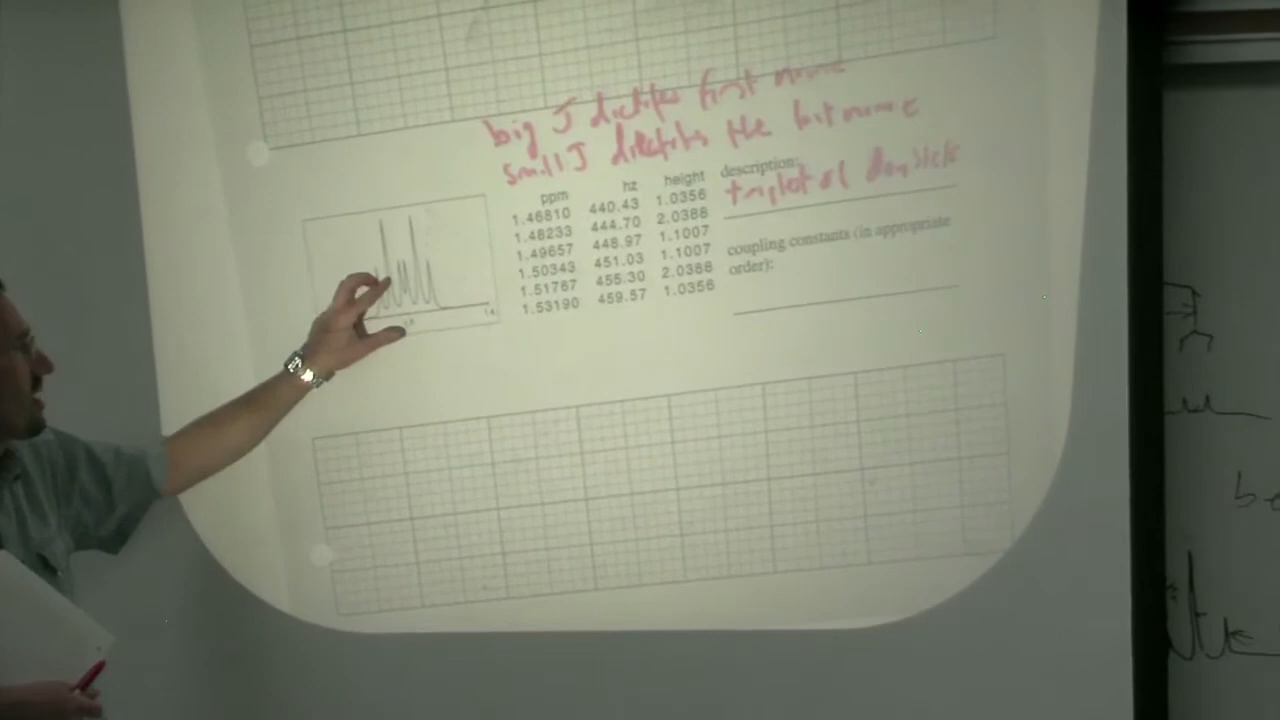 big J dictates first name
small J dictates the last name
ppm hz height
1.46810 440.43 1.0356
1.48233 444.70 2.0388
1.49657 448.97 1.1007
1.50343 451.03 1.1007
1.51767 455.30 2.0388
1.53190 459.57 1.0356
description:
triplet of doublets
coupling constants (in appropriate
order):